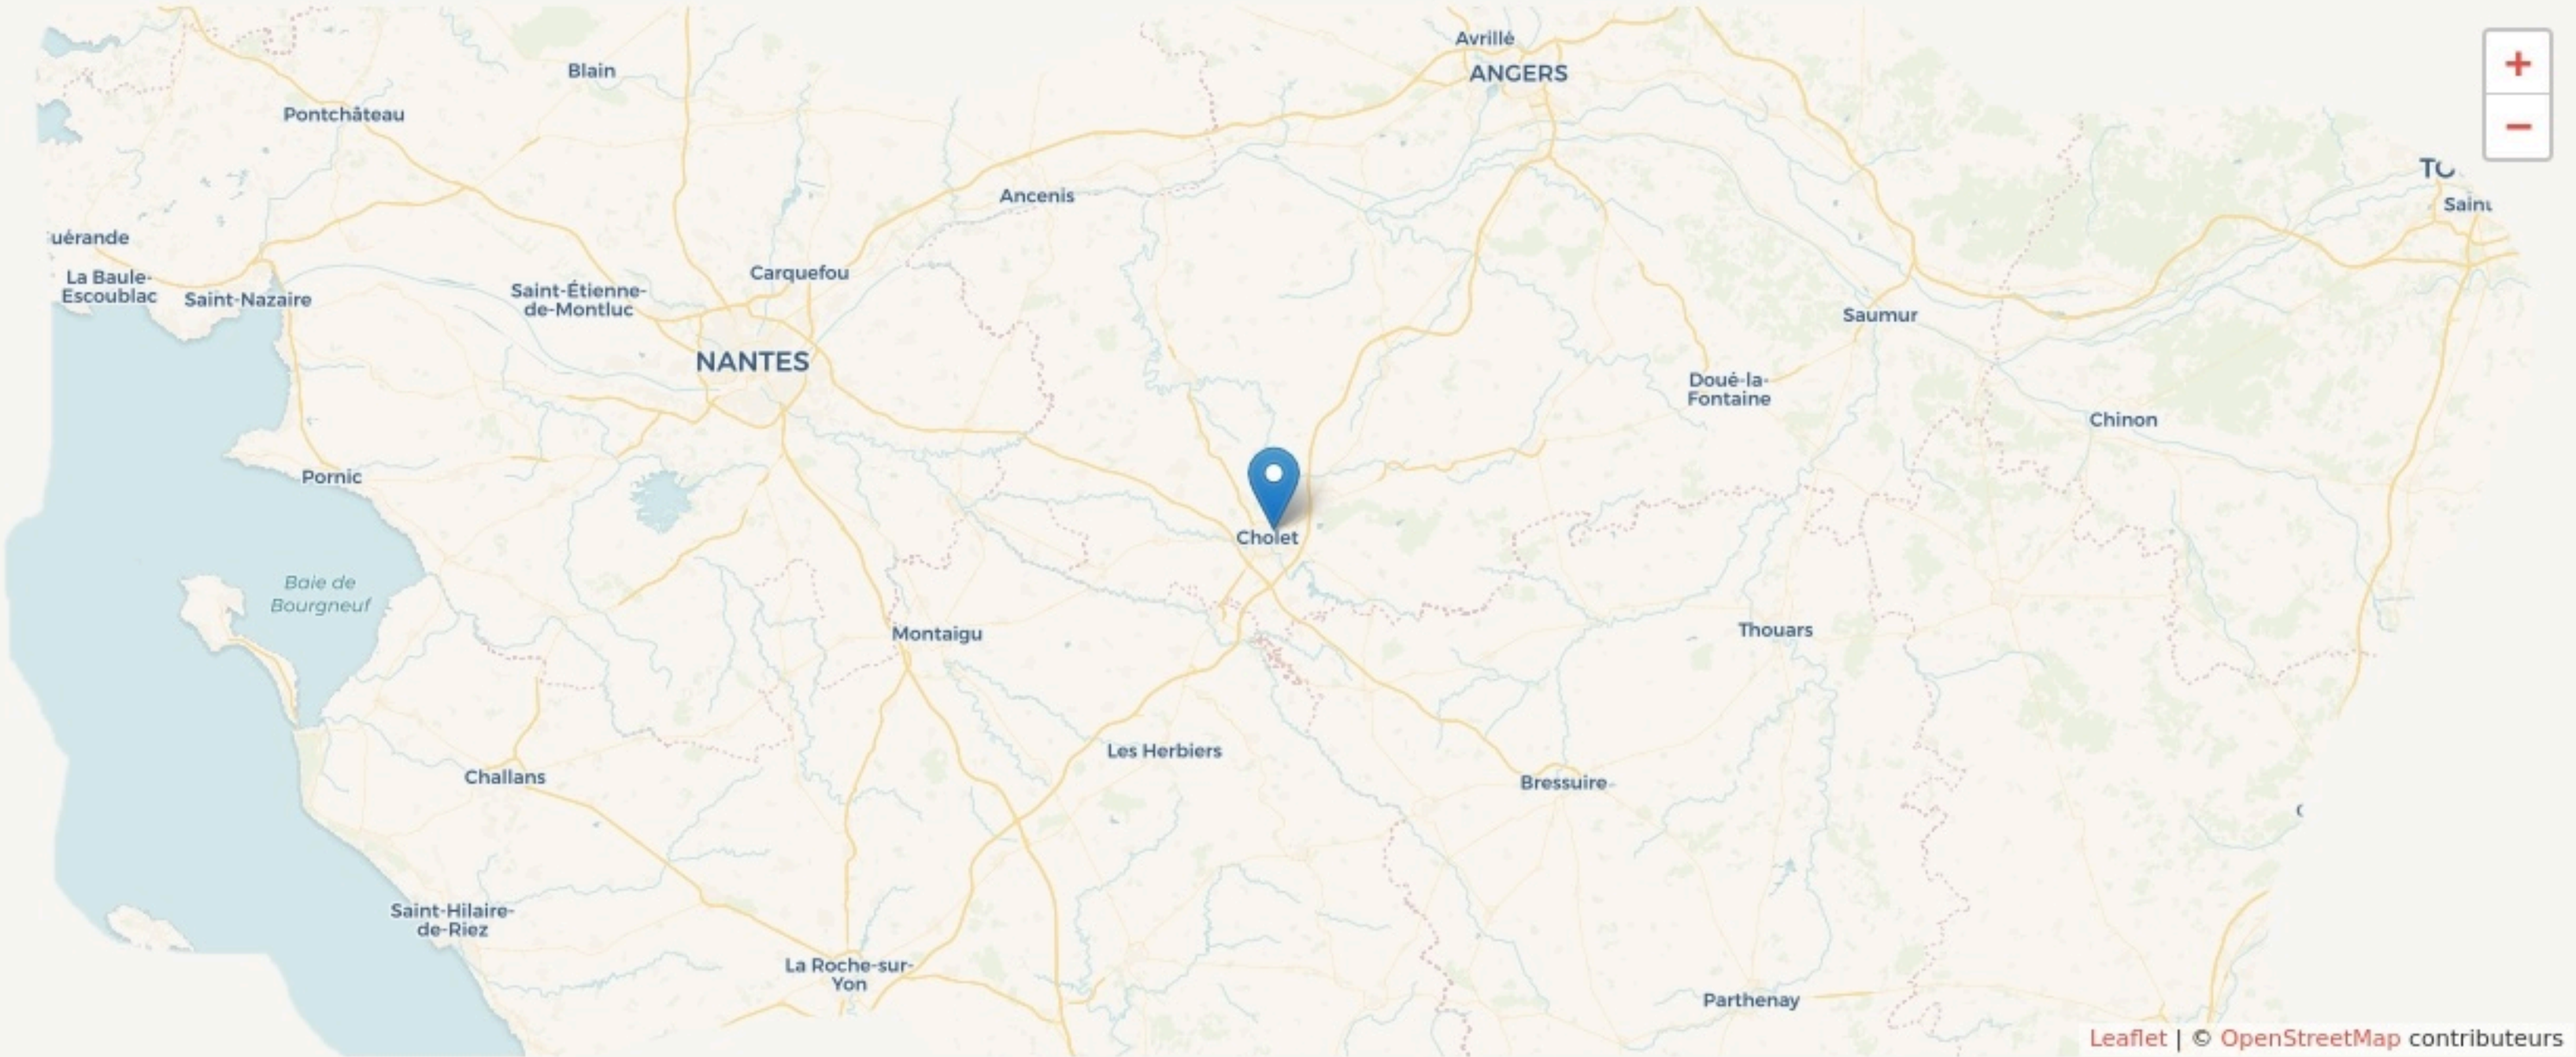 Avrillé
ANGERS
Blain
Pontchâteau
Ancenis
TO
Saint
uérande
La Baule-
Escoublac
Saint-Nazaire
Saint-Étienne-
de-Montluc
Carquefou
NANTES
Saumur
Doué-la-
Fontaine
Chinon
Pornic
Cholet
Baie de
Bourgneuf
Montaigu
Thouars
Les Herbiers
Challans
Bressuire
Saint-Hilaire-
de-Riez
La Roche-sur-
Yon
Parthenay
+
−
Leaflet | © OpenStreetMap contributeurs